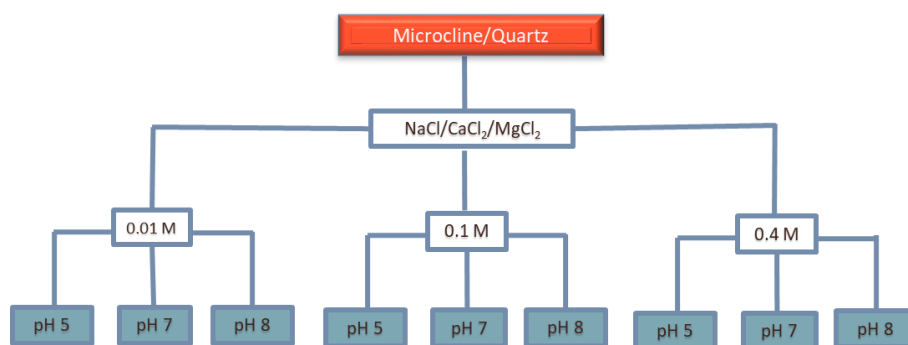 Microcline/Quartz
NaCl/CaCl₂/MgCl₂
0.01 M
0.1 M
0.4 M
pH 5
pH 7
pH 8
pH 5
pH 7
pH 8
pH 5
pH 7
pH 8